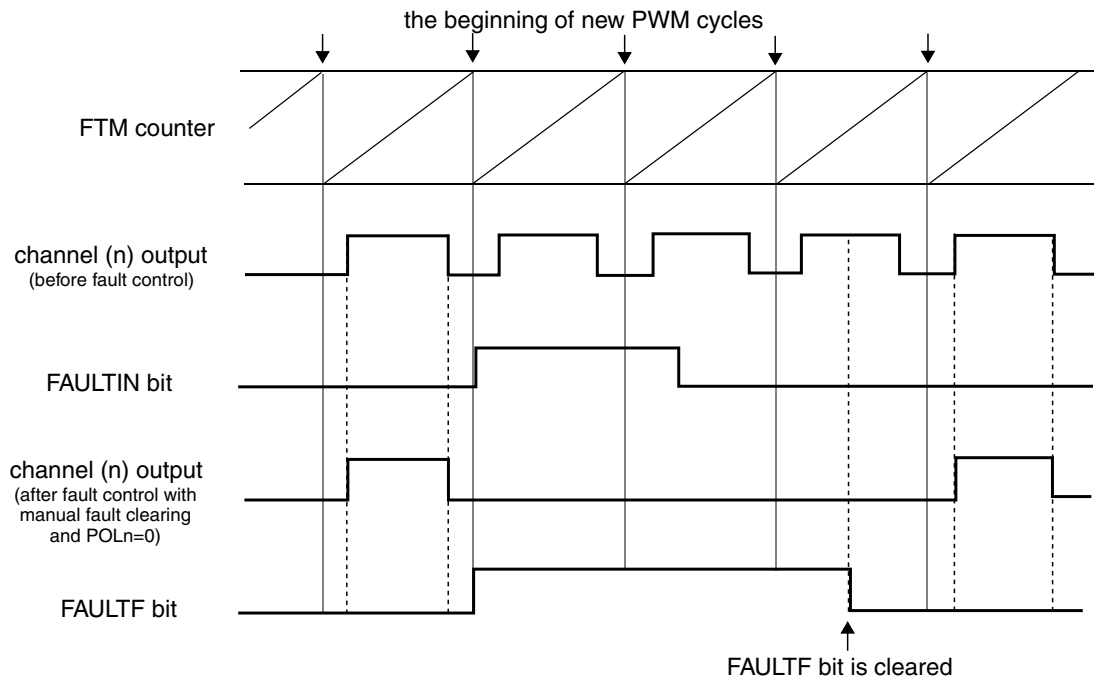 the beginning of new PWM cycles
FTM counter
channel (n) output
(before fault control)
FAULTIN bit
channel (n) output
(after fault control with
manual fault clearing
and POLn=0)
FAULTF bit
FAULTF bit is cleared